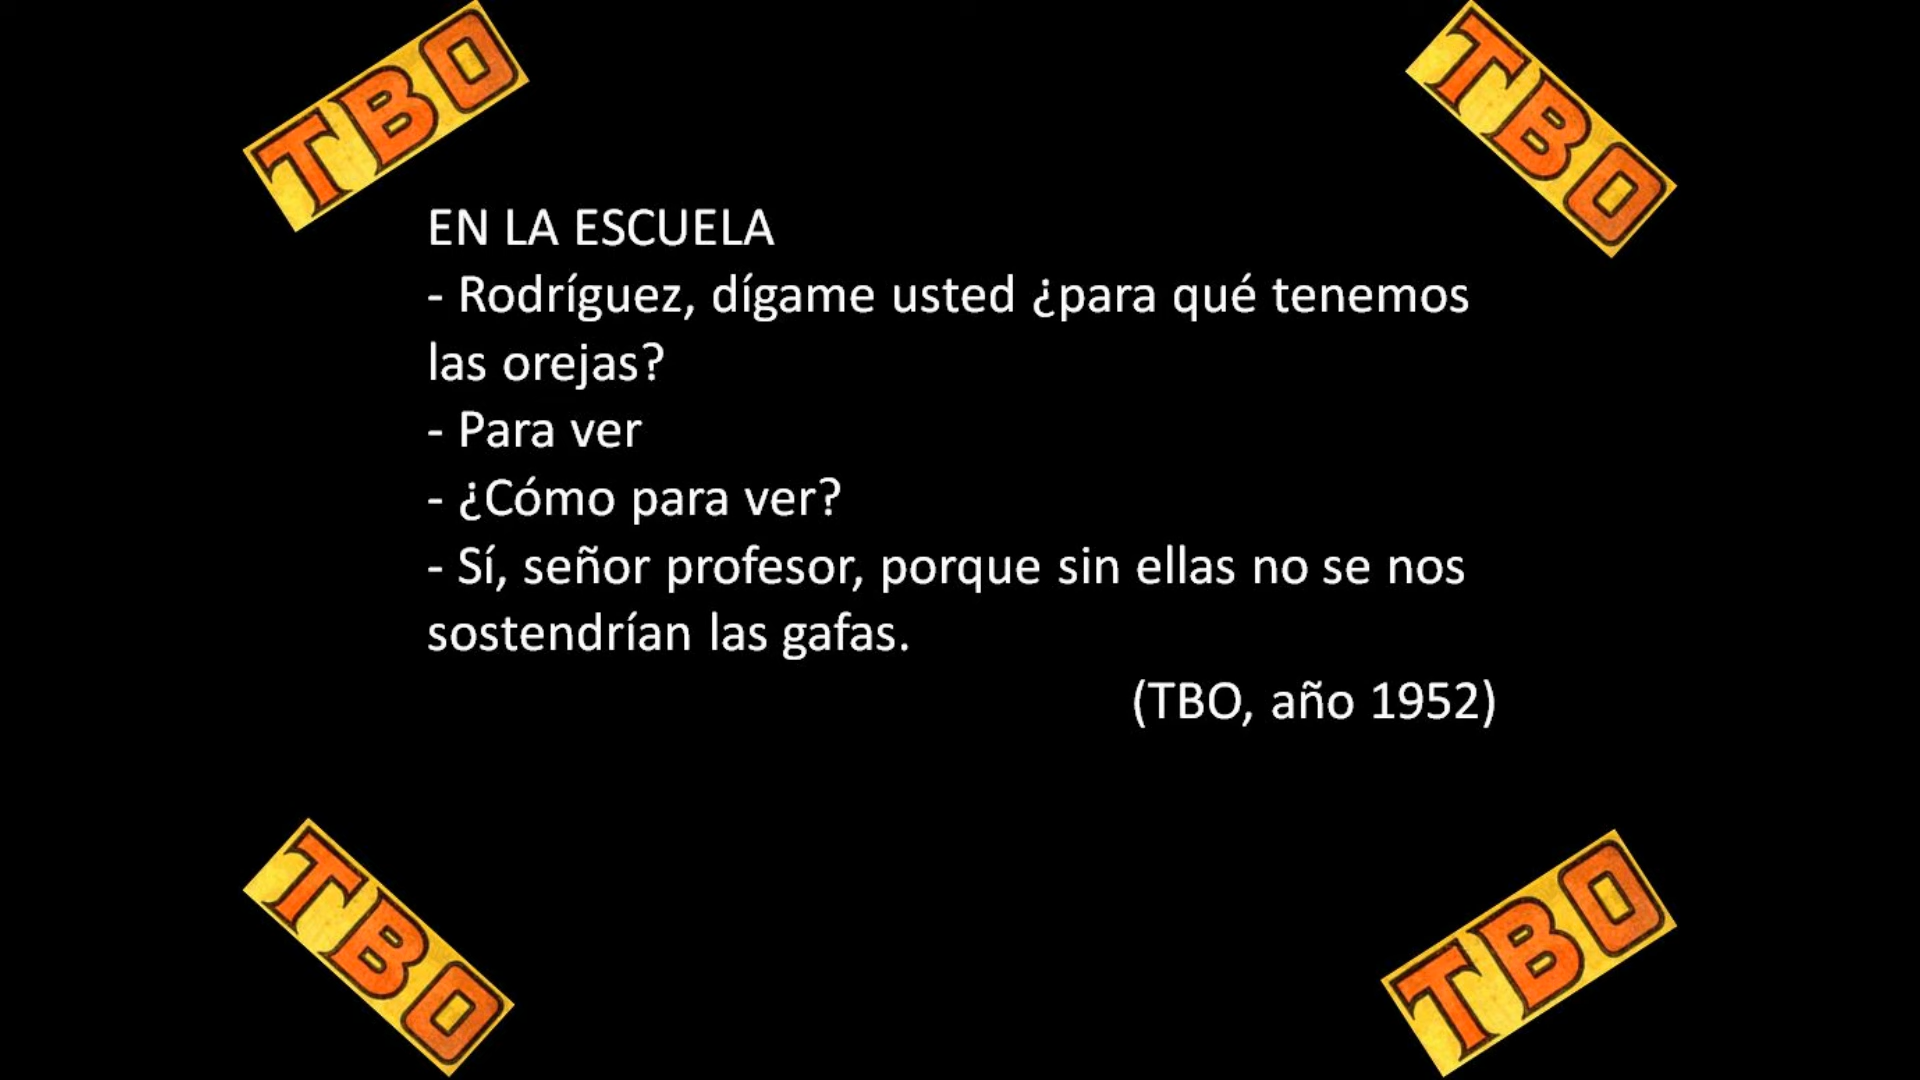 TBO
TBO
EN LA ESCUELA
- Rodríguez, dígame usted ¿para qué tenemos
las orejas?
- Para ver
- ¿Cómo para ver?
- Sí, señor profesor, porque sin ellas no se nos
sostendrían las gafas.
(TBO, año 1952)
TBO
TBO